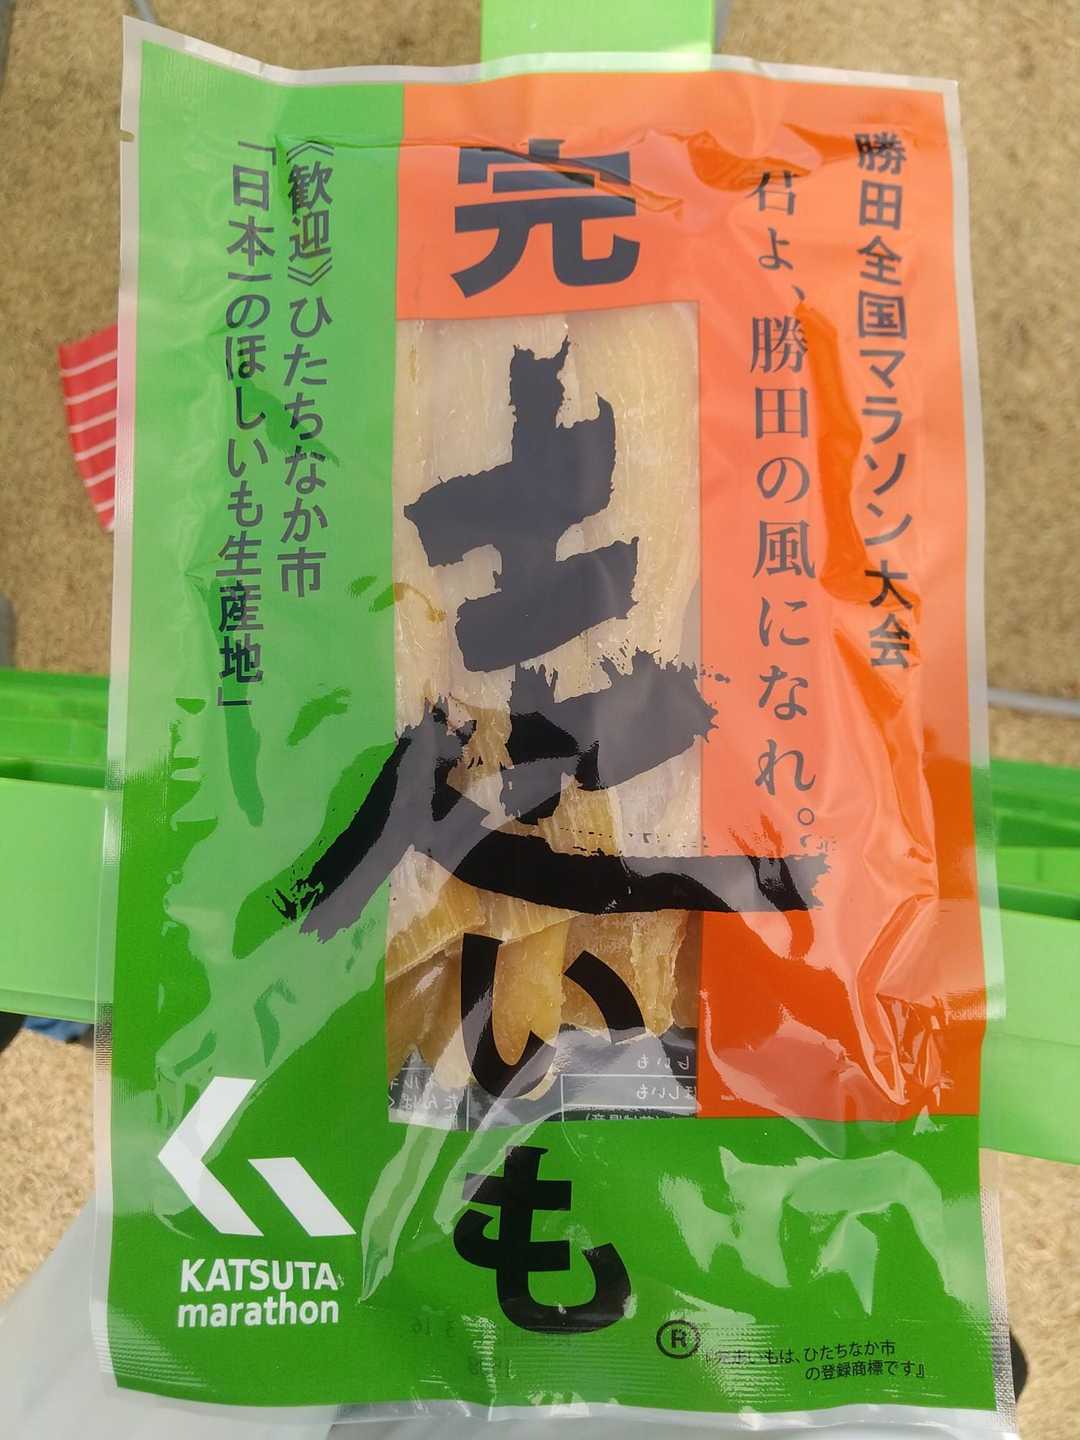 勝田全国マラソン大会
君よ、勝田の風になれ。
完走いも
《歓迎》ひたちなか市
「日本一のほしいも生産地」
KATSUTA
marathon
®
『完走いもは、ひたちなか市
の登録商標です』